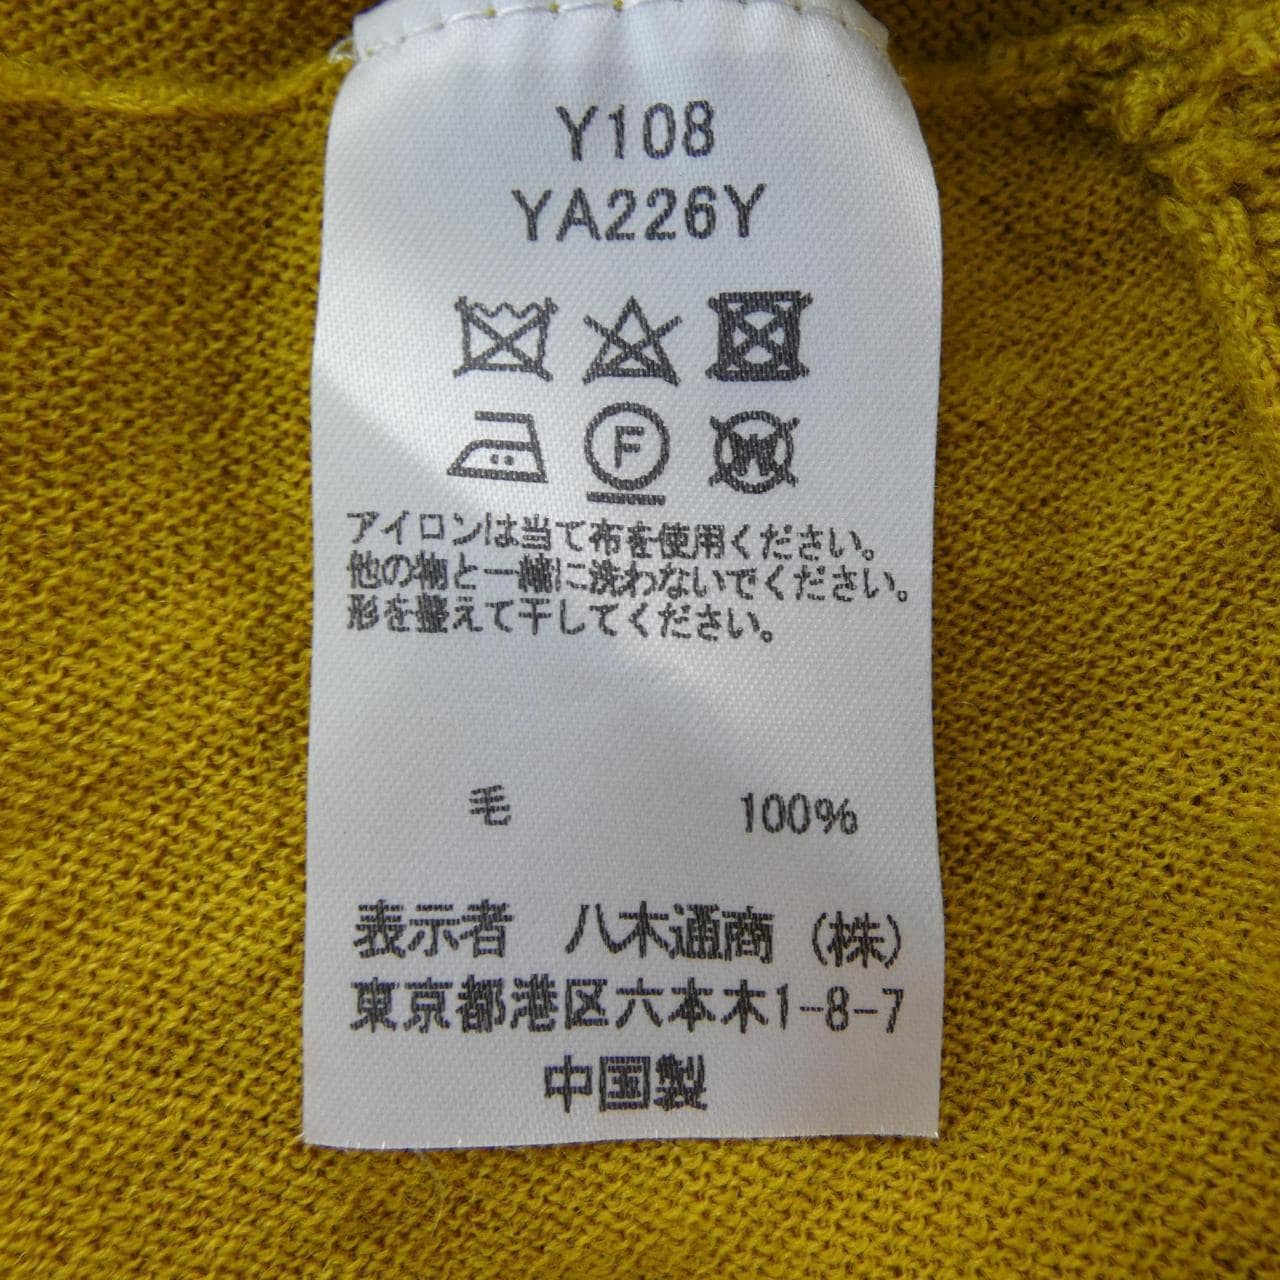 Y108
YA226Y
F
W
アイロンは当て布を使用ください。
他の物と一緒に洗わないでください。
形を整えて干してください。
毛 100%
表示者 八木通商（株）
東京都港区六本木1-8-7
中国製